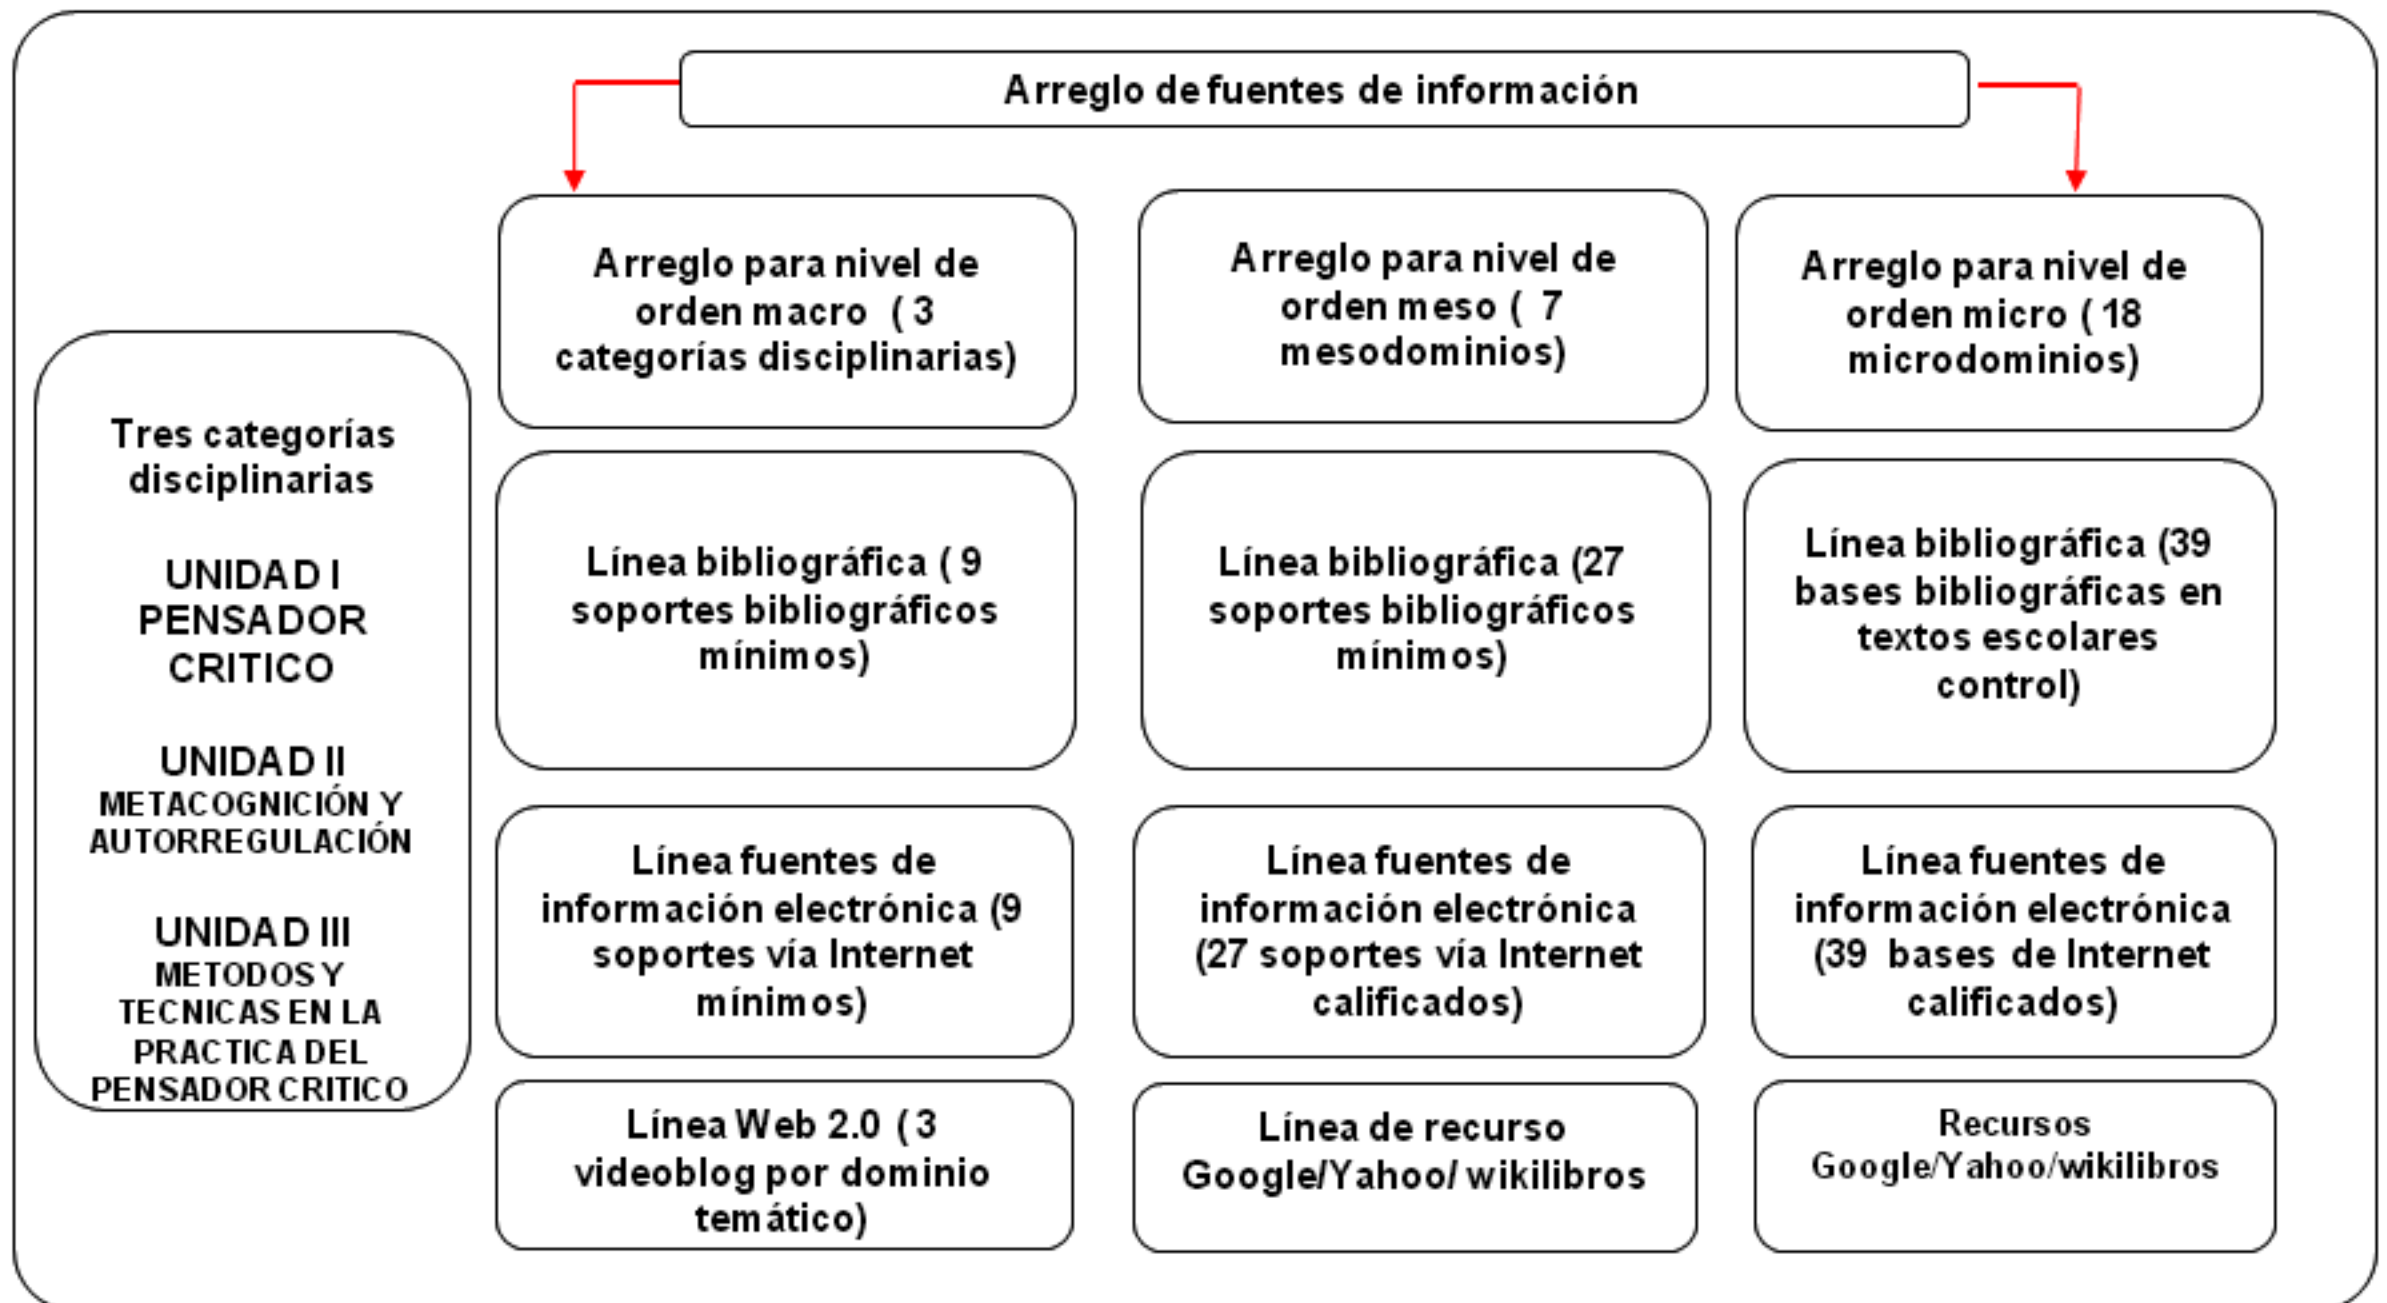 Arreglo de fuentes de información
Arreglo para nivel de
orden macro ( 3
categorías disciplinarias)
Arreglo para nivel de
orden meso ( 7
mesodominios)
Arreglo para nivel de
orden micro ( 18
microdominios)
Tres categorías
disciplinarias
UNIDAD I
PENSADOR
CRITICO
UNIDAD II
METACOGNICIÓN Y
AUTORREGULACIÓN
UNIDAD III
METODOS Y
TECNICAS EN LA
PRACTICA DEL
PENSADOR CRITICO
Línea bibliográfica ( 9
soportes bibliográficos
mínimos)
Línea bibliográfica (27
soportes bibliográficos
mínimos)
Línea bibliográfica (39
bases bibliográficas en
textos escolares
control)
Línea fuentes de
información electrónica (9
soportes vía Internet
mínimos)
Línea fuentes de
información electrónica
(27 soportes vía Internet
calificados)
Línea fuentes de
información electrónica
(39 bases de Internet
calificados)
Línea Web 2.0 ( 3
videoblog por dominio
temático)
Línea de recurso
Google/Yahoo/ wikilibros
Recursos
Google/Yahoo/wikilibros